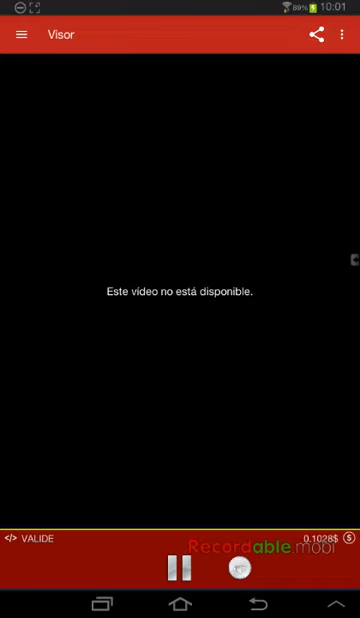 89% 10:01
Visor
Este vídeo no está disponible.
</> VALIDE 0.1028$
Recordable.mobi